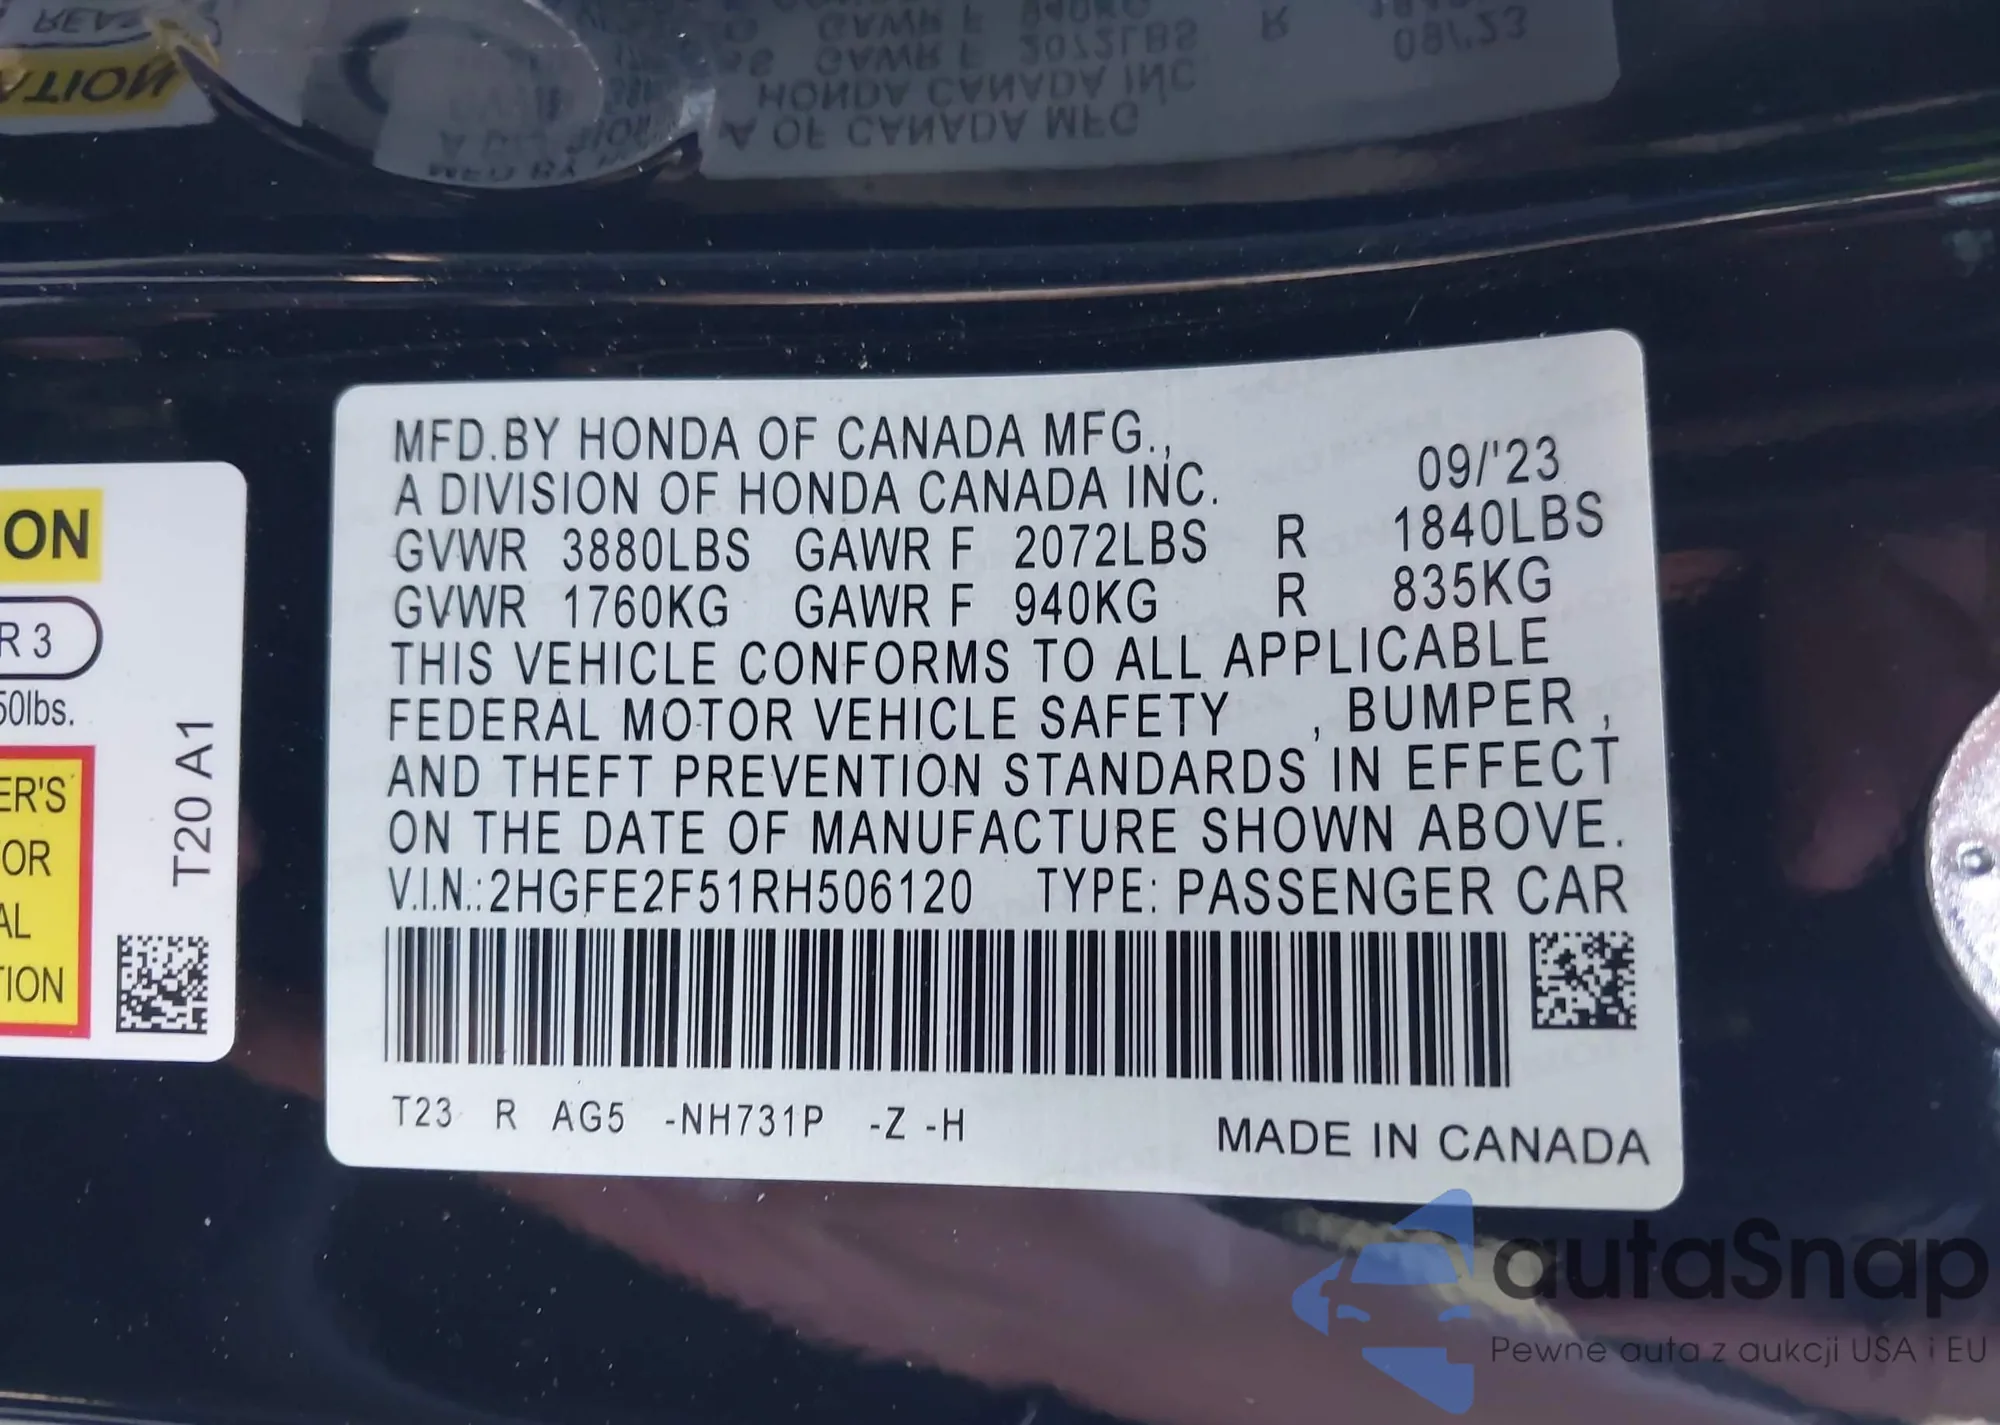 MFD.BY HONDA OF CANADA MFG.,
A DIVISION OF HONDA CANADA INC. 09/'23
GVWR 3880LBS GAWR F 2072LBS R 1840LBS
GVWR 1760KG GAWR F 940KG R 835KG
THIS VEHICLE CONFORMS TO ALL APPLICABLE
FEDERAL MOTOR VEHICLE SAFETY , BUMPER ,
AND THEFT PREVENTION STANDARDS IN EFFECT
ON THE DATE OF MANUFACTURE SHOWN ABOVE.
V.I.N.:2HGFE2F51RH506120 TYPE: PASSENGER CAR
T23 R AG5 -NH731P -Z -H
MADE IN CANADA
ON
R 3
50lbs.
ER'S
OR
AL
TION
T20 A1
autaSnap
Pewne auta z aukcji USA i EU